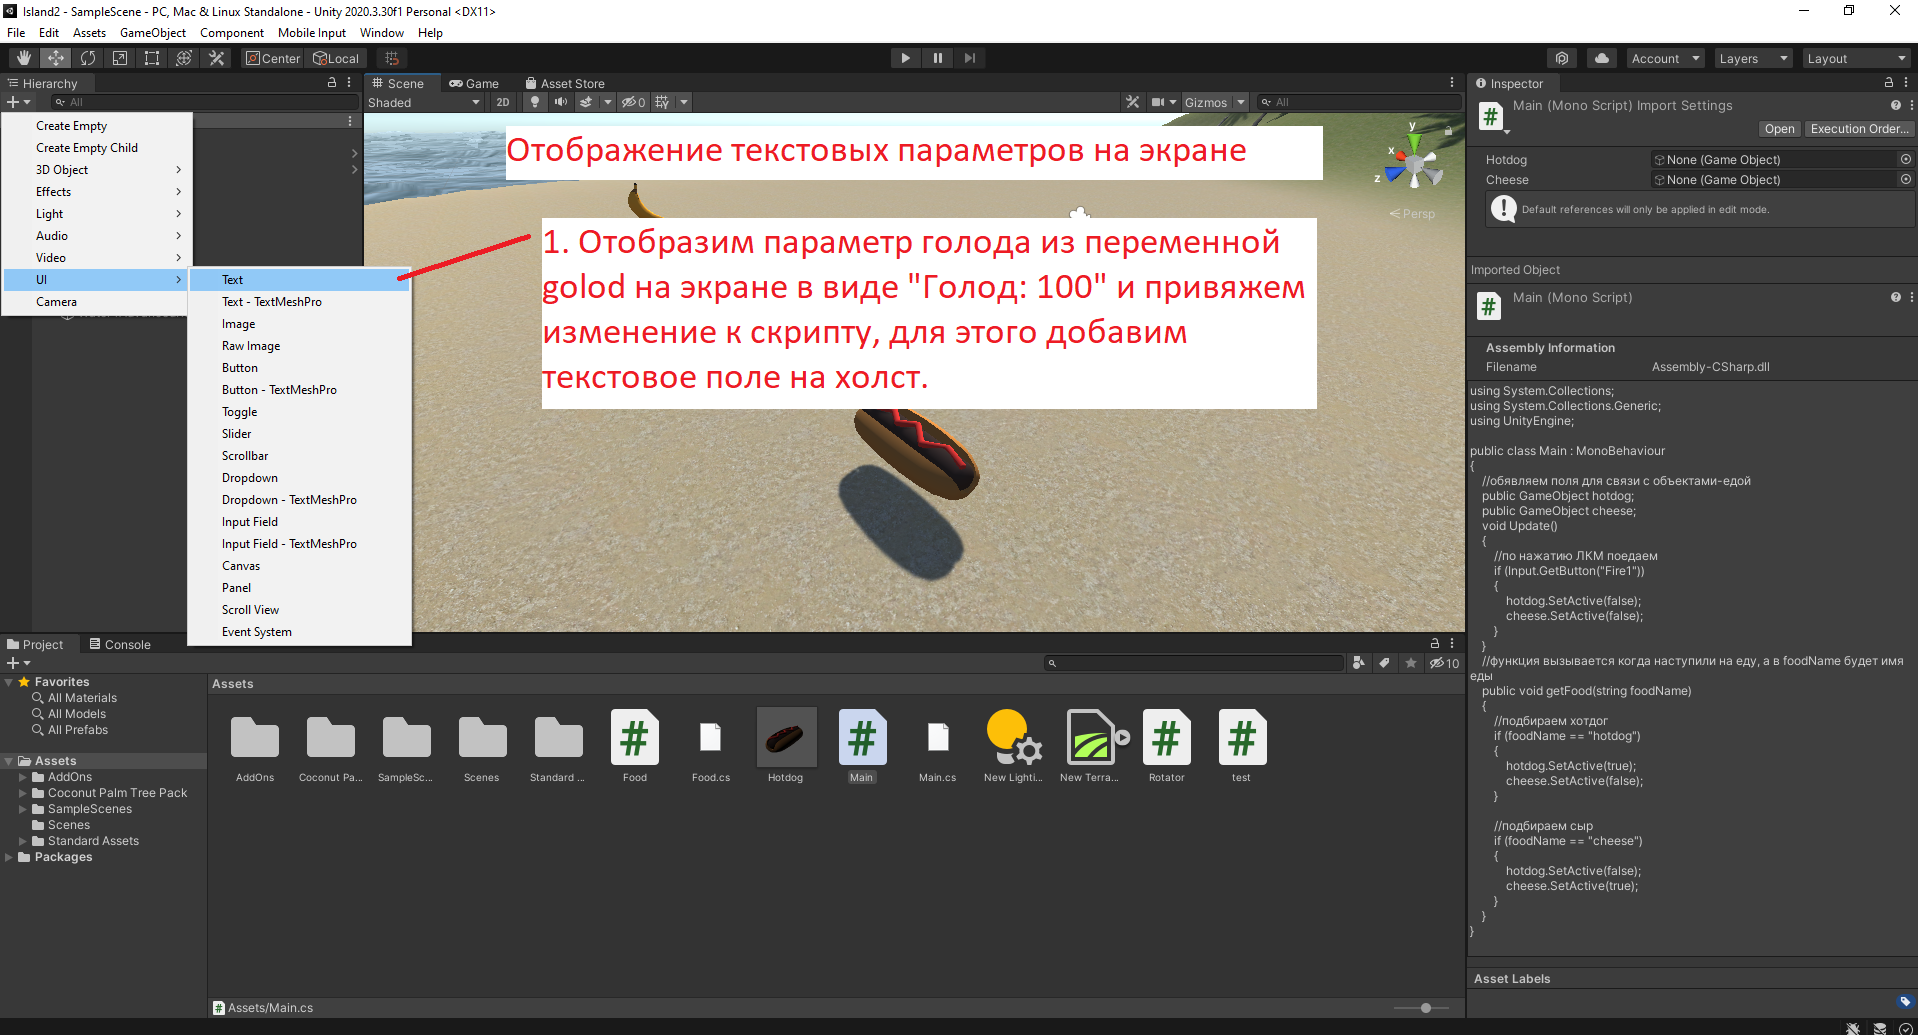 Island2 - SampleScene - PC, Mac & Linux Standalone - Unity 2020.3.30f1 Personal <DX11>
File Edit Assets GameObject Component Mobile Input Window Help
Center Local Account Layers Layout
Hierarchy
All
Create Empty
Create Empty Child
3D Object
Effects
Light
Audio
Video
UI
Camera
Text
Text - TextMeshPro
Image
Raw Image
Button
Button - TextMeshPro
Toggle
Slider
Scrollbar
Dropdown
Dropdown - TextMeshPro
Input Field
Input Field - TextMeshPro
Canvas
Panel
Scroll View
Event System
Scene Game Asset Store
Shaded 2D 0 Gizmos All
Отображение текстовых параметров на экране
1. Отобразим параметр голода из переменной
golod на экране в виде "Голод: 100" и привяжем
изменение к скрипту, для этого добавим
текстовое поле на холст.
y
x
z
Persp
Inspector
Main (Mono Script) Import Settings
Open Execution Order...
Hotdog None (Game Object)
Cheese None (Game Object)
Default references will only be applied in edit mode.
Imported Object
Main (Mono Script)
Assembly Information
Filename Assembly-CSharp.dll
using System.Collections;
using System.Collections.Generic;
using UnityEngine;
public class Main : MonoBehaviour
{
//обявляем поля для связи с объектами-едой
public GameObject hotdog;
public GameObject cheese;
void Update()
{
//по нажатию ЛКМ поедаем
if (Input.GetButton("Fire1"))
{
hotdog.SetActive(false);
cheese.SetActive(false);
}
}
//функция вызывается когда наступили на еду, а в foodName будет имя
еды
public void getFood(string foodName)
{
//подбираем хотдог
if (foodName == "hotdog")
{
hotdog.SetActive(true);
cheese.SetActive(false);
}
//подбираем сыр
if (foodName == "cheese")
{
hotdog.SetActive(false);
cheese.SetActive(true);
}
}
}
Asset Labels
Project Console
10
Favorites
All Materials
All Models
All Prefabs
Assets
AddOns
Coconut Palm Tree Pack
SampleScenes
Scenes
Standard Assets
Packages
Assets
AddOns Coconut Pa... SampleSc... Scenes Standard ... Food Food.cs Hotdog Main Main.cs New Lighti... New Terra... Rotator test
Assets/Main.cs